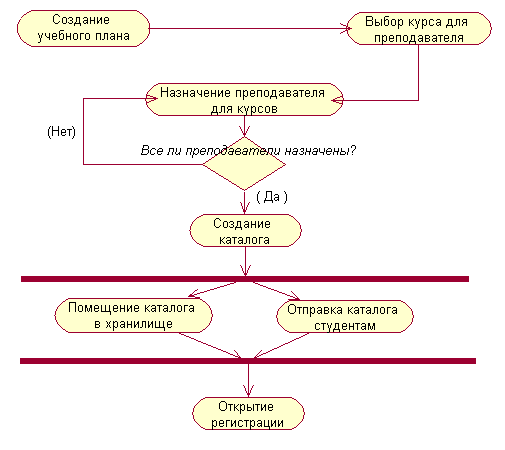 Создание
учебного плана
Выбор курса для
преподавателя
Назначение преподавателя
для курсов
(Нет)
Все ли преподаватели назначены?
( Да )
Создание
каталога
Помещение каталога
в хранилище
Отправка каталога
студентам
Открытие
регистрации